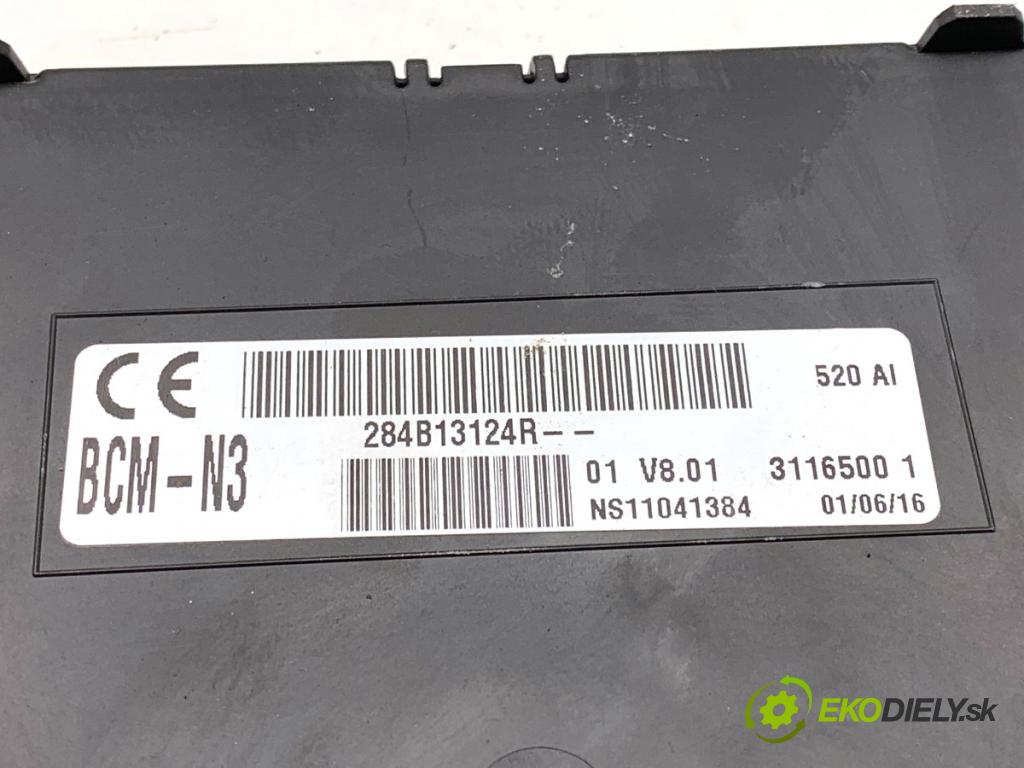 CE
520 AI
284B13124R--
BCM-N3
01 V8.01 3116500 1
NS11041384 01/06/16
EKODIELY.sk